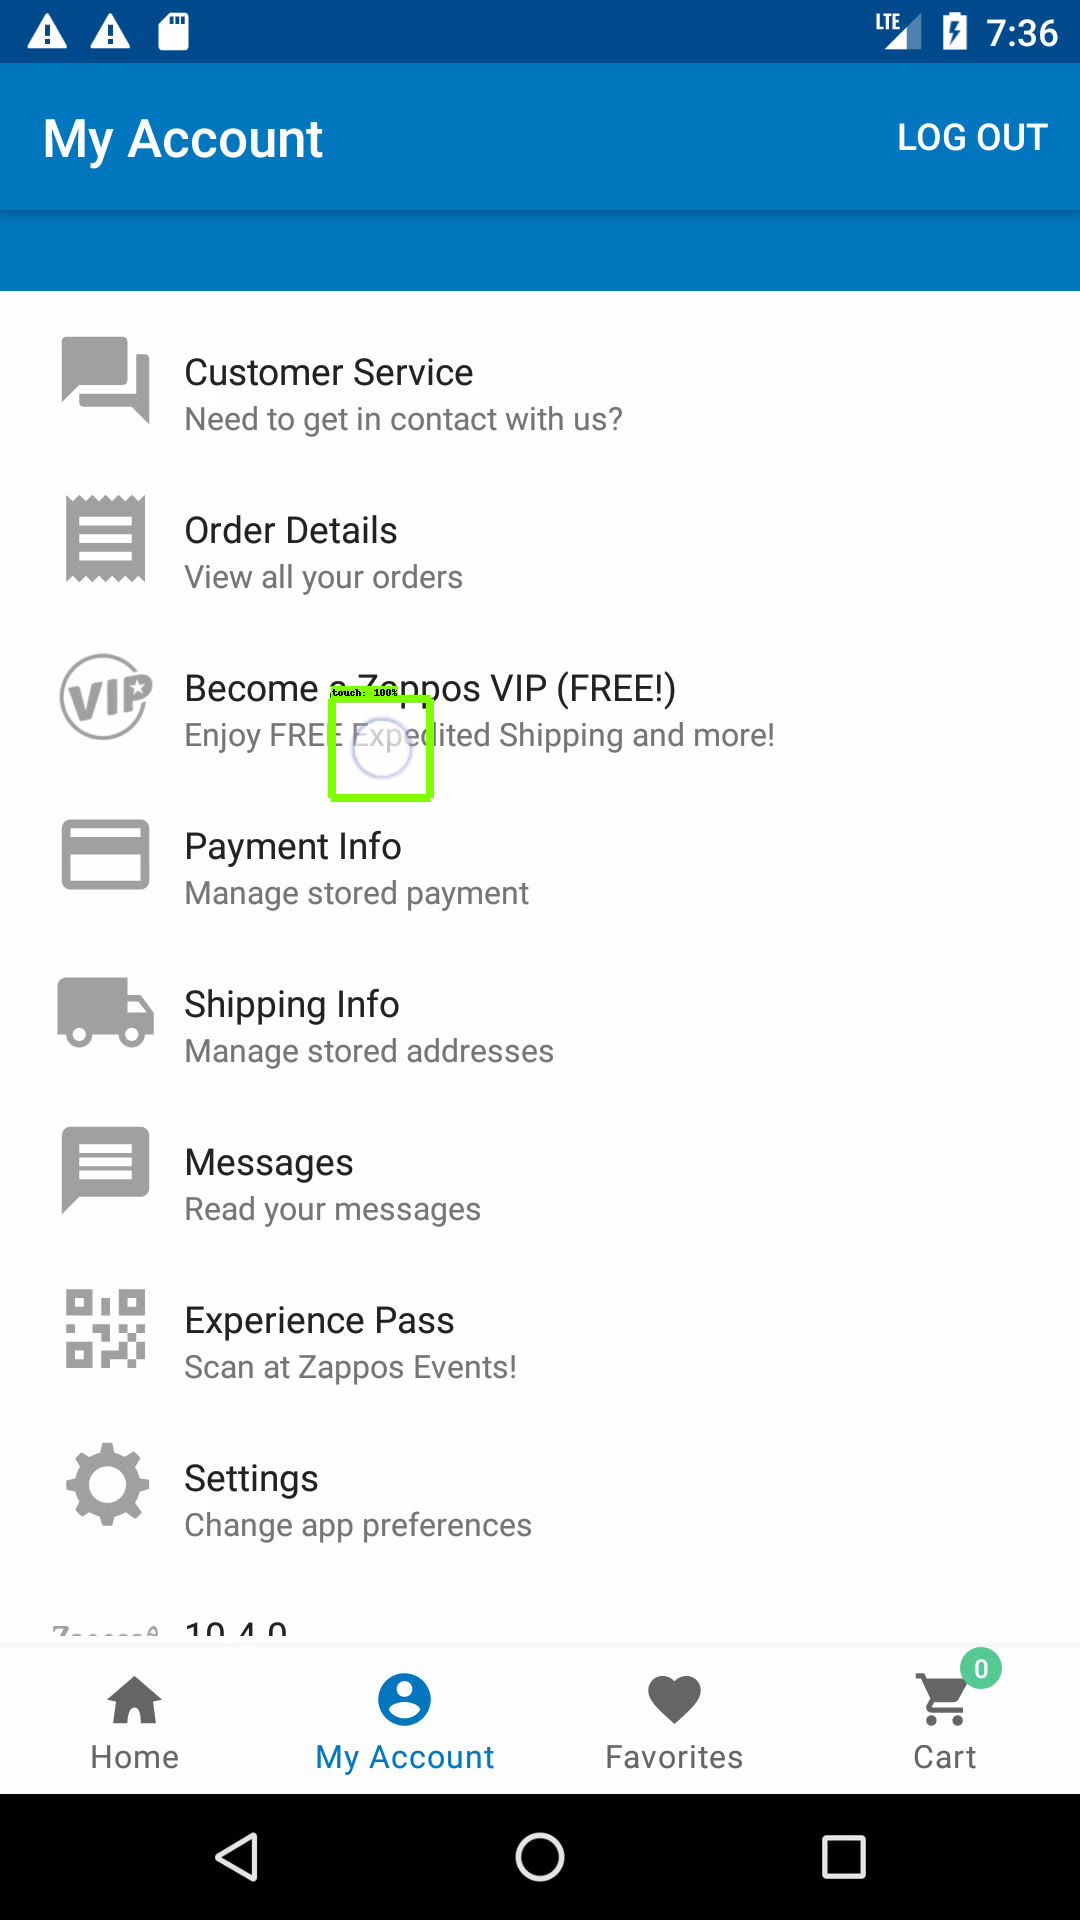 LTE 7:36
My Account LOG OUT
Customer Service
Need to get in contact with us?
Order Details
View all your orders
VIP
Become a Zappos VIP (FREE!)
touch: 100%
Enjoy FREE Expedited Shipping and more!
Payment Info
Manage stored payment
Shipping Info
Manage stored addresses
Messages
Read your messages
Experience Pass
Scan at Zappos Events!
Settings
Change app preferences
10.4.0
0
Home My Account Favorites Cart